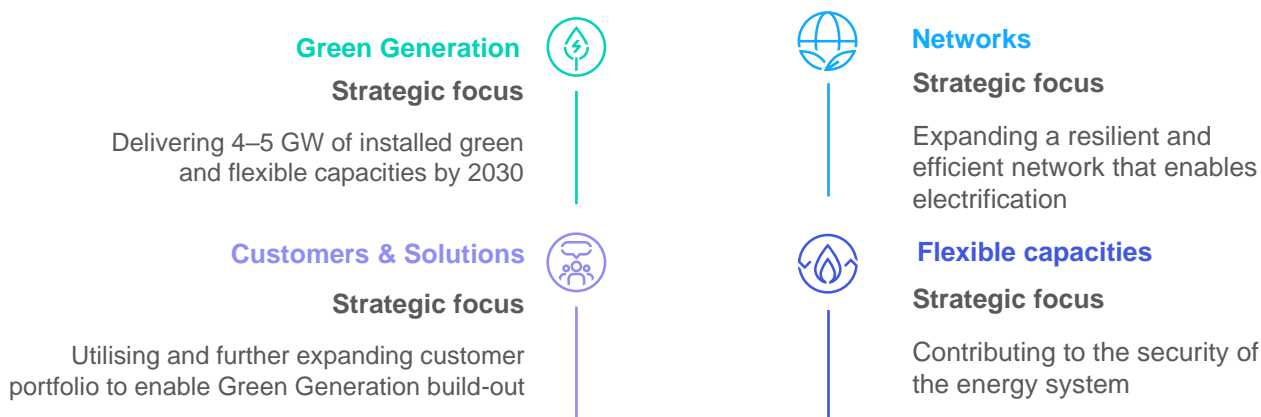 Green Generation
Strategic focus
Delivering 4–5 GW of installed green
and flexible capacities by 2030
Networks
Strategic focus
Expanding a resilient and
efficient network that enables
electrification
Customers & Solutions
Strategic focus
Utilising and further expanding customer
portfolio to enable Green Generation build-out
Flexible capacities
Strategic focus
Contributing to the security of
the energy system